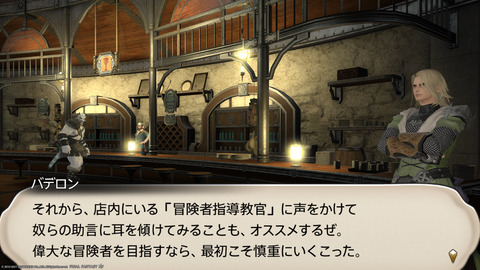 バデロン
それから、店内にいる「冒険者指導教官」に声をかけて
奴らの助言に耳を傾けてみることも、オススメするぜ。
偉大な冒険者を目指すなら、最初こそ慎重にいくこった。